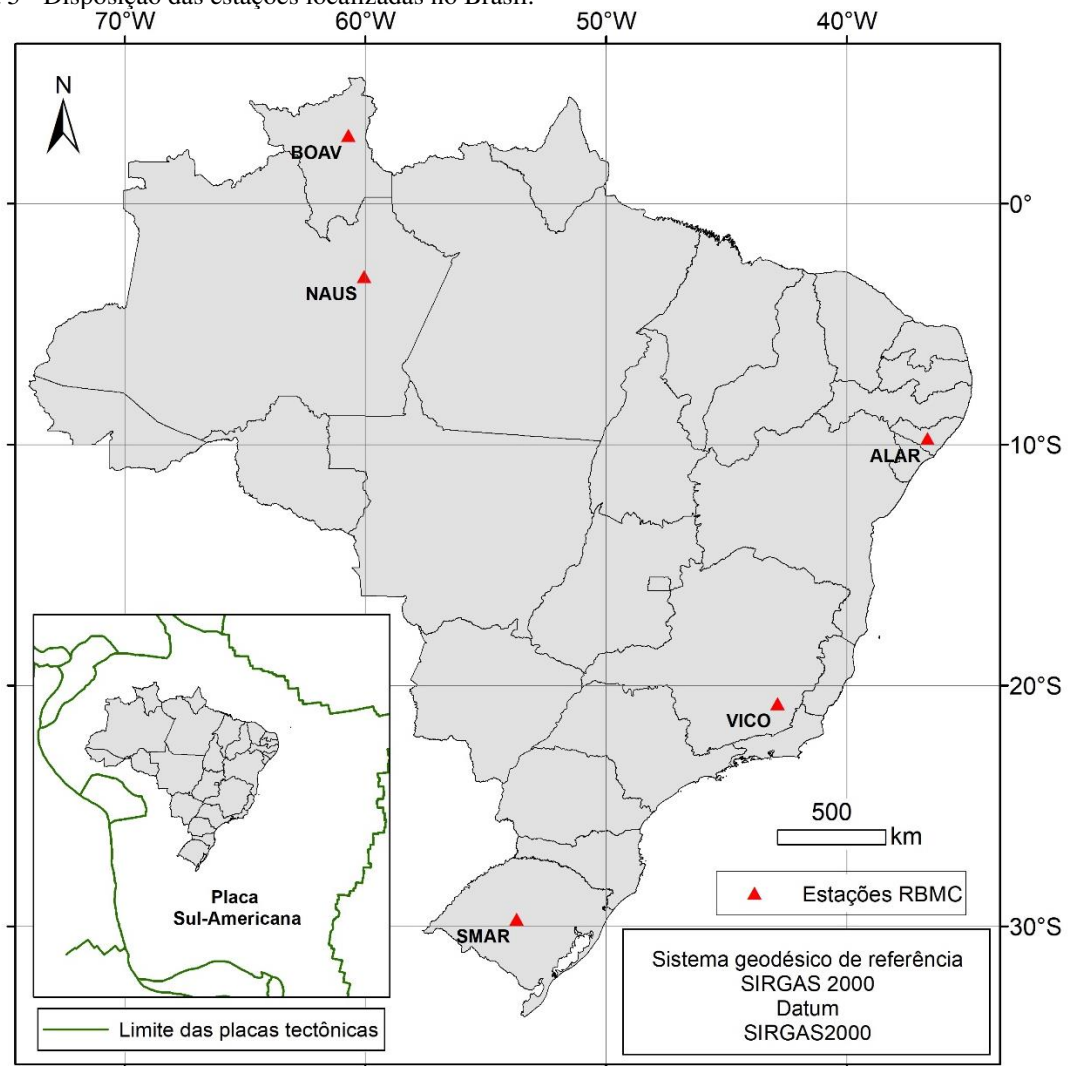 3 – Disposição das estações localizadas no Brasil.
70°W 60°W 50°W 40°W
N
BOAV
0°
NAUS
10°S
ALAR
20°S
VICO
500
km
Estações RBMC
SMAR
30°S
Placa
Sul-Americana
Limite das placas tectônicas
Sistema geodésico de referência
SIRGAS 2000
Datum
SIRGAS2000